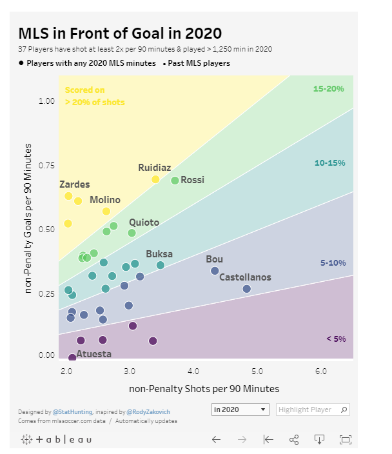 MLS in Front of Goal in 2020
37 Players have shot at least 2x per 90 minutes & played > 1,250 min in 2020
● Players with any 2020 MLS minutes • Past MLS players
Scored on
> 20% of shots
15-20%
10-15%
5-10%
< 5%
1.00
0.75
0.50
0.25
0.00
non-Penalty Goals per 90 Minutes
Ruidiaz
Rossi
Zardes
Molino
Quioto
Buksa
Bou
Castellanos
Atuesta
2.0 3.0 4.0 5.0 6.0
non-Penalty Shots per 90 Minutes
Designed by @StatHunting, inspired by @RodyZakovich
Comes from mlssoccer.com data / Automatically updates
in 2020
Highlight Player
+ a b l e a u